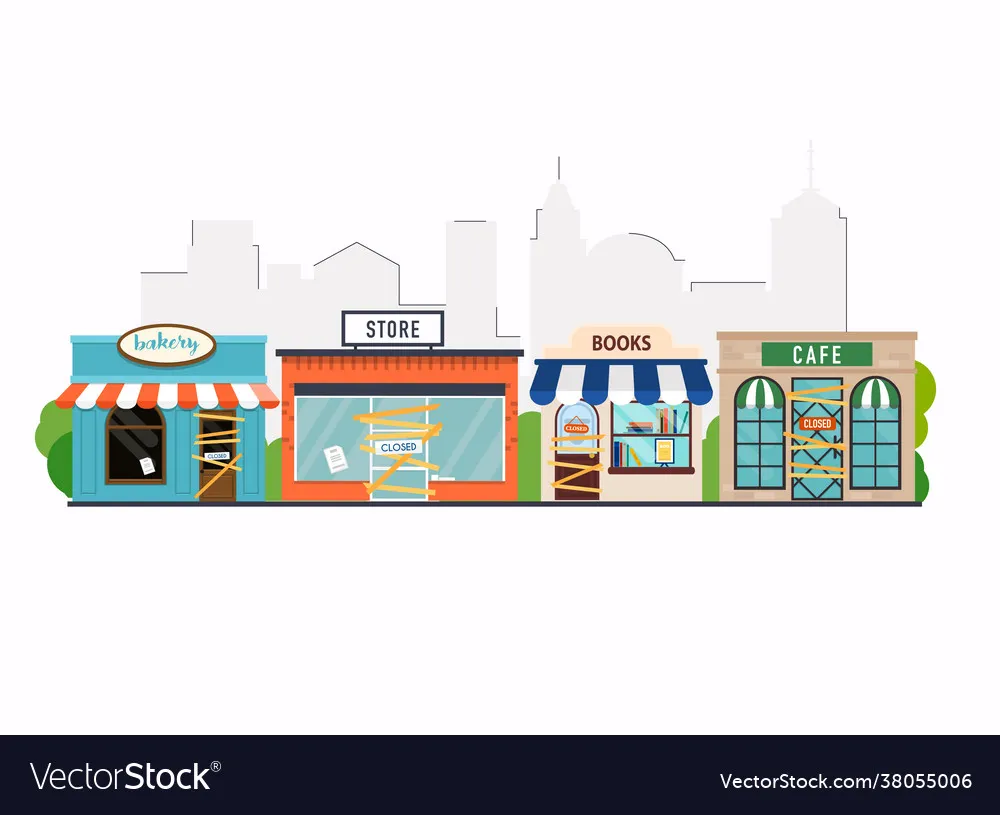 bakery
STORE
BOOKS
CAFE
CLOSED
CLOSED
CLOSED
CLOSED
VectorStock®
VectorStock.com/38055006